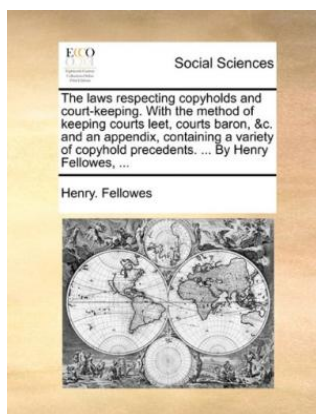 ECCO
Social Sciences
The laws respecting copyholds and
court-keeping. With the method of
keeping courts leet, courts baron, &c.
and an appendix, containing a variety
of copyhold precedents. ... By Henry
Fellowes, ...
Henry. Fellowes